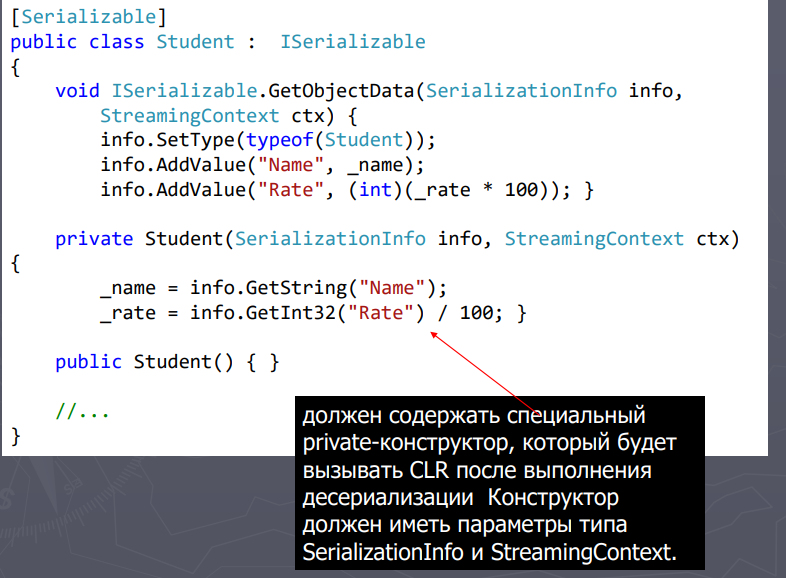 [Serializable]
public class Student :  ISerializable
{
    void ISerializable.GetObjectData(SerializationInfo info,
        StreamingContext ctx) {
        info.SetType(typeof(Student));
        info.AddValue("Name", _name);
        info.AddValue("Rate", (int)(_rate * 100)); }
    private Student(SerializationInfo info, StreamingContext ctx)
{
        _name = info.GetString("Name");
        _rate = info.GetInt32("Rate") / 100; }
    public Student() { }
    //...
}
должен содержать специальный
private-конструктор, который будет
вызывать CLR после выполнения
десериализации  Конструктор
должен иметь параметры типа
SerializationInfo и StreamingContext.